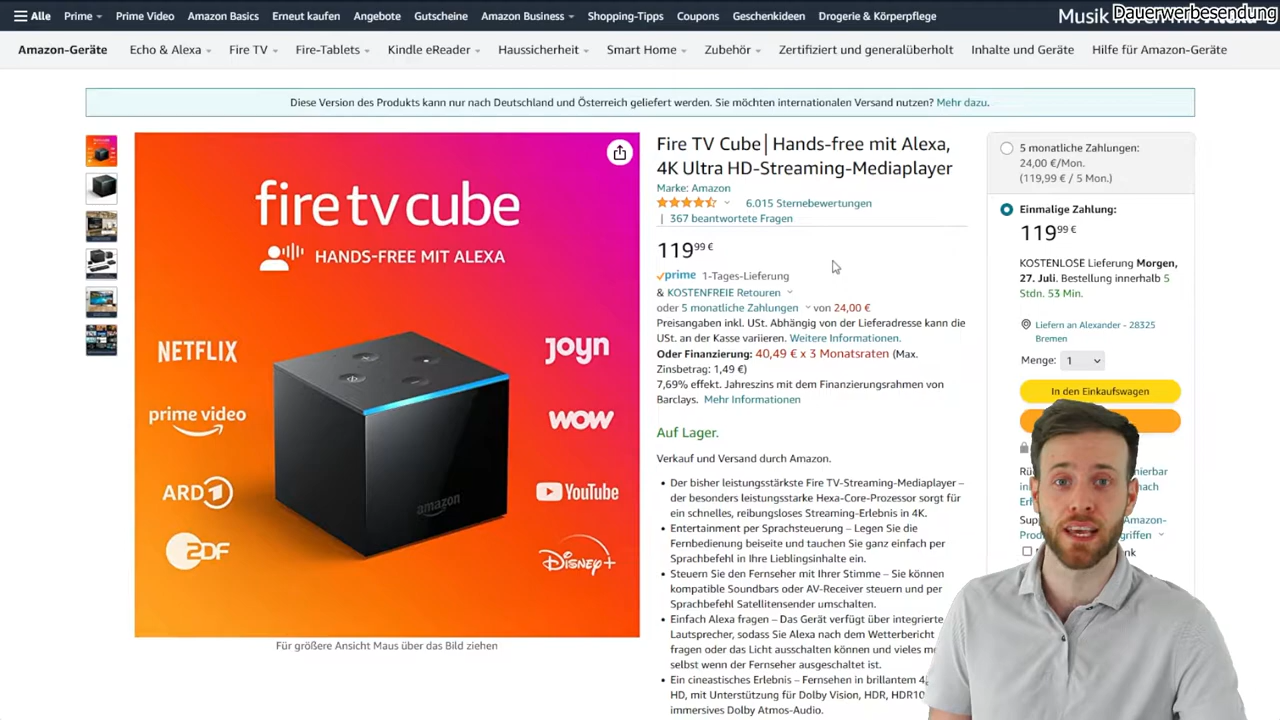 Alle Prime Prime Video Amazon Basics Erneut kaufen Angebote Gutscheine Amazon Business Shopping-Tipps Coupons Geschenkideen Drogerie & Körperpflege Musik
Dauerwerbesendung
Amazon-Geräte Echo & Alexa Fire TV Fire-Tablets Kindle eReader Haussicherheit Smart Home Zubehör Zertifiziert und generalüberholt Inhalte und Geräte Hilfe für Amazon-Geräte
Diese Version des Produkts kann nur nach Deutschland und Österreich geliefert werden. Sie möchten internationalen Versand nutzen? Mehr dazu.
fire tv cube
HANDS-FREE MIT ALEXA
NETFLIX
prime video
ARD 1
ZDF
joyn
WOW
YouTube
Disney+
amazon
Für größere Ansicht Maus über das Bild ziehen
Fire TV Cube│Hands-free mit Alexa,
4K Ultra HD-Streaming-Mediaplayer
Marke: Amazon
6.015 Sternebewertungen
| 367 beantwortete Fragen
119,99 €
prime 1-Tages-Lieferung
& KOSTENFREIE Retouren
oder 5 monatliche Zahlungen von 24,00 €
Preisangaben inkl. USt. Abhängig von der Lieferadresse kann die
USt. an der Kasse variieren. Weitere Informationen.
Oder Finanzierung: 40,49 € x 3 Monatsraten (Max.
Zinsbetrag: 1,49 €)
7,69% effekt. Jahreszins mit dem Finanzierungsrahmen von
Barclays. Mehr Informationen
Auf Lager.
Verkauf und Versand durch Amazon.
Der bisher leistungsstärkste Fire TV-Streaming-Mediaplayer –
der besonders leistungsstarke Hexa-Core-Prozessor sorgt für
ein schnelles, reibungsloses Streaming-Erlebnis in 4K.
Entertainment per Sprachsteuerung – Legen Sie die
Fernbedienung beiseite und tauchen Sie ganz einfach per
Sprachbefehl in Ihre Lieblingsinhalte ein.
Steuern Sie den Fernseher mit Ihrer Stimme – Sie können
kompatible Soundbars oder AV-Receiver steuern und per
Sprachbefehl Satellitensender umschalten.
Einfach Alexa fragen – Das Gerät verfügt über integrierte
Lautsprecher, sodass Sie Alexa nach dem Wetterbericht
fragen oder das Licht ausschalten können und vieles
selbst wenn der Fernseher ausgeschaltet ist.
Ein cineastisches Erlebnis – Fernsehen in brillantem
HD, mit Unterstützung für Dolby Vision, HDR, HDR10
immersives Dolby Atmos-Audio.
5 monatliche Zahlungen:
24,00 €/Mon.
(119,99 € / 5 Mon.)
Einmalige Zahlung:
119,99 €
KOSTENLOSE Lieferung Morgen,
27. Juli. Bestellung innerhalb 5
Stdn. 53 Min.
Liefern an Alexander - 28325
Bremen
Menge: 1
In den Einkaufswagen